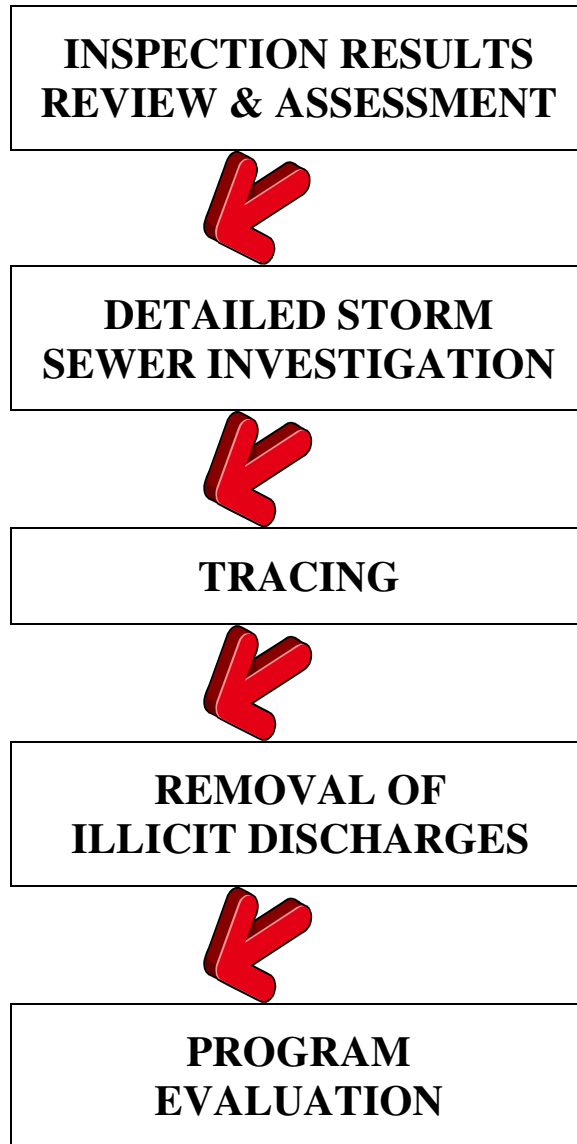 INSPECTION RESULTS
REVIEW & ASSESSMENT
DETAILED STORM
SEWER INVESTIGATION
TRACING
REMOVAL OF
ILLICIT DISCHARGES
PROGRAM
EVALUATION